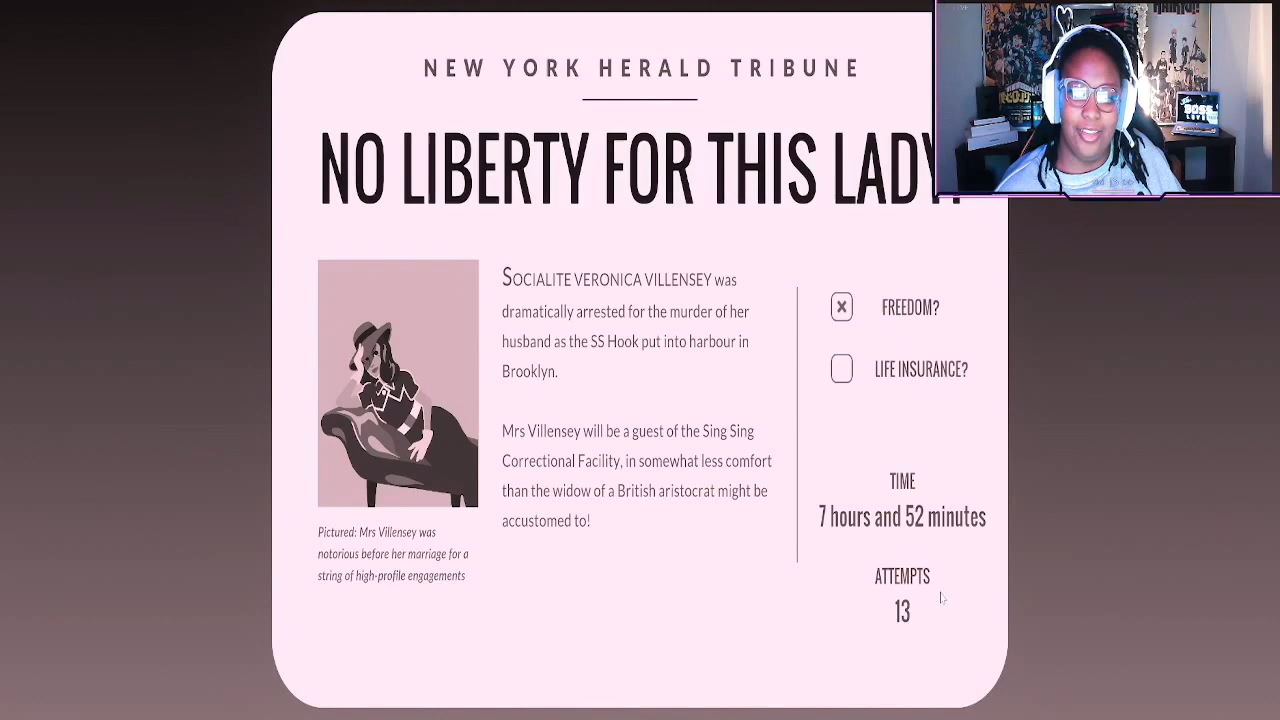 NEW YORK HERALD TRIBUNE
NO LIBERTY FOR THIS LADY!
SOCIALITE VERONICA VILLENSEY was
dramatically arrested for the murder of her
husband as the SS Hook put into harbour in
Brooklyn.
Mrs Villensey will be a guest of the Sing Sing
Correctional Facility, in somewhat less comfort
than the widow of a British aristocrat might be
accustomed to!
Pictured: Mrs Villensey was
notorious before her marriage for a
string of high-profile engagements
FREEDOM?
LIFE INSURANCE?
TIME
7 hours and 52 minutes
ATTEMPTS
13
BOSS
LEVEL